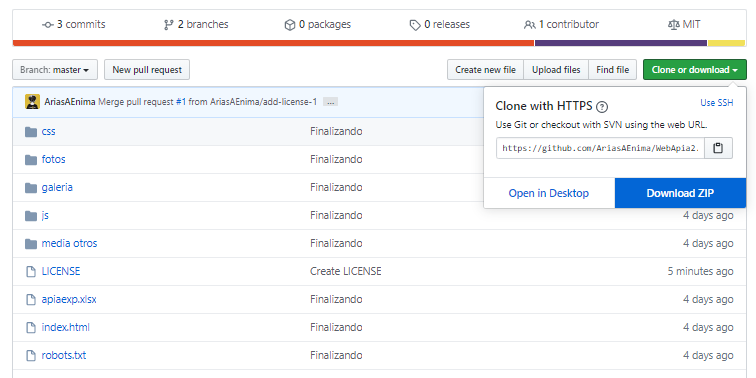 3 commits 2 branches 0 packages 0 releases 1 contributor MIT
Branch: master New pull request Create new file Upload files Find file Clone or download
AriasAEnima Merge pull request #1 from AriasAEnima/add-license-1 ...
Clone with HTTPS ? Use SSH
Use Git or checkout with SVN using the web URL.
https://github.com/AriasAEnima/WebApia2.
Open in Desktop Download ZIP
css Finalizando
fotos Finalizando
galeria Finalizando
js Finalizando 4 days ago
media otros Finalizando 4 days ago
LICENSE Create LICENSE 5 minutes ago
apiaexp.xlsx Finalizando 4 days ago
index.html Finalizando 4 days ago
robots.txt Finalizando 4 days ago